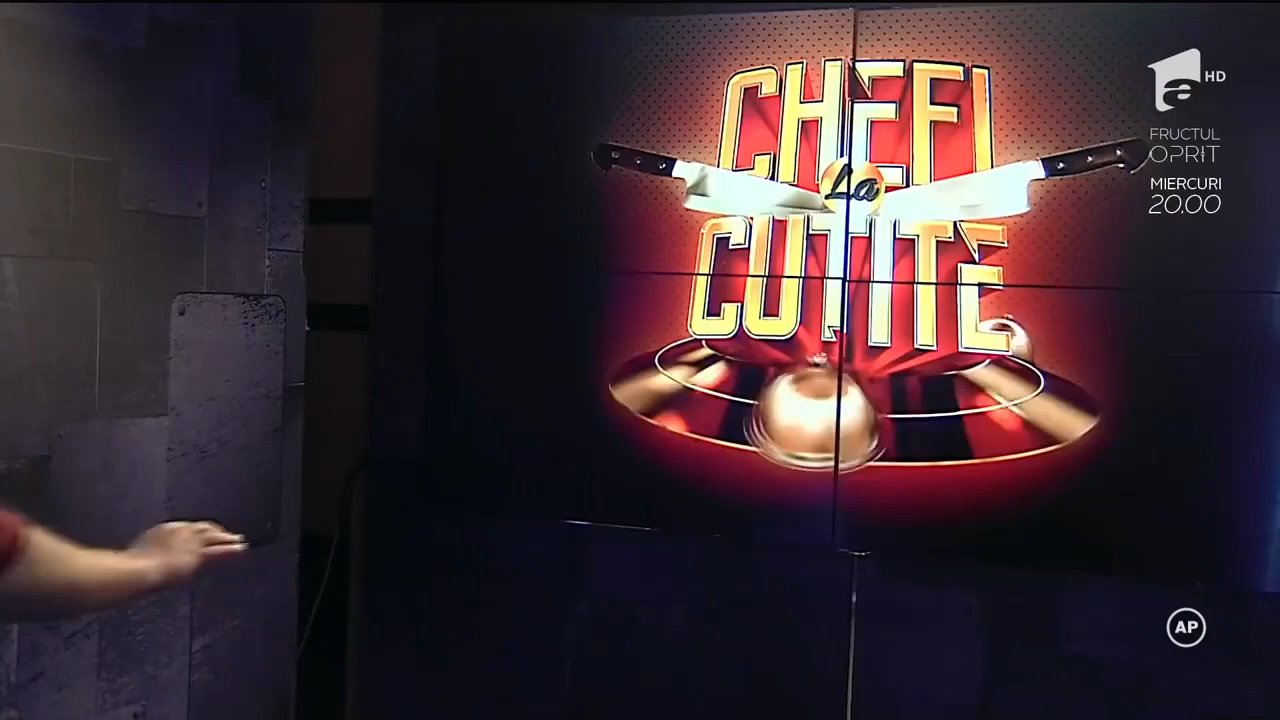 CHEFI
La
CUȚITE
HD
FRUCTUL
OPRIT
MIERCURI
20.00
AP